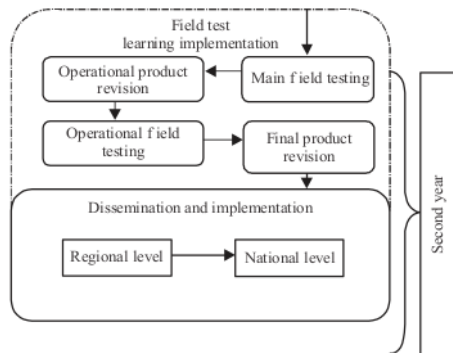 Field test
learning implementation
Operational product
revision
Main field testing
Operational field
testing
Final product
revision
Dissemination and implementation
Regional level
National level
Second year